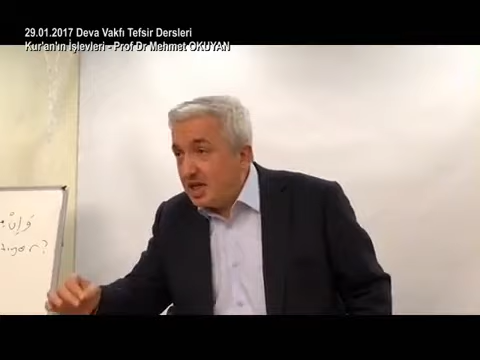 29.01.2017 Deva Vakfı Tefsir Dersleri
Kur'an'ın İşlevleri - Prof Dr Mehmet OKUYAN
وَإِنْ